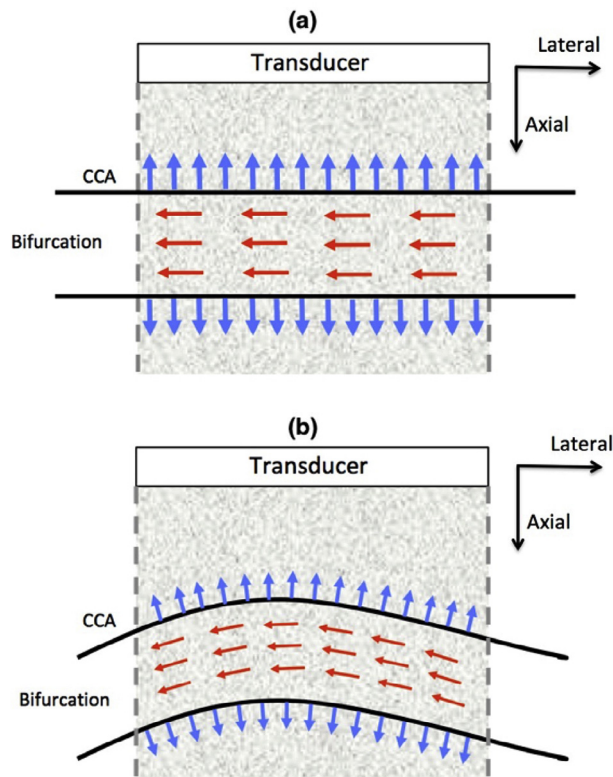 (a)
Transducer
Lateral
Axial
CCA
Bifurcation
(b)
Transducer
Lateral
Axial
CCA
Bifurcation